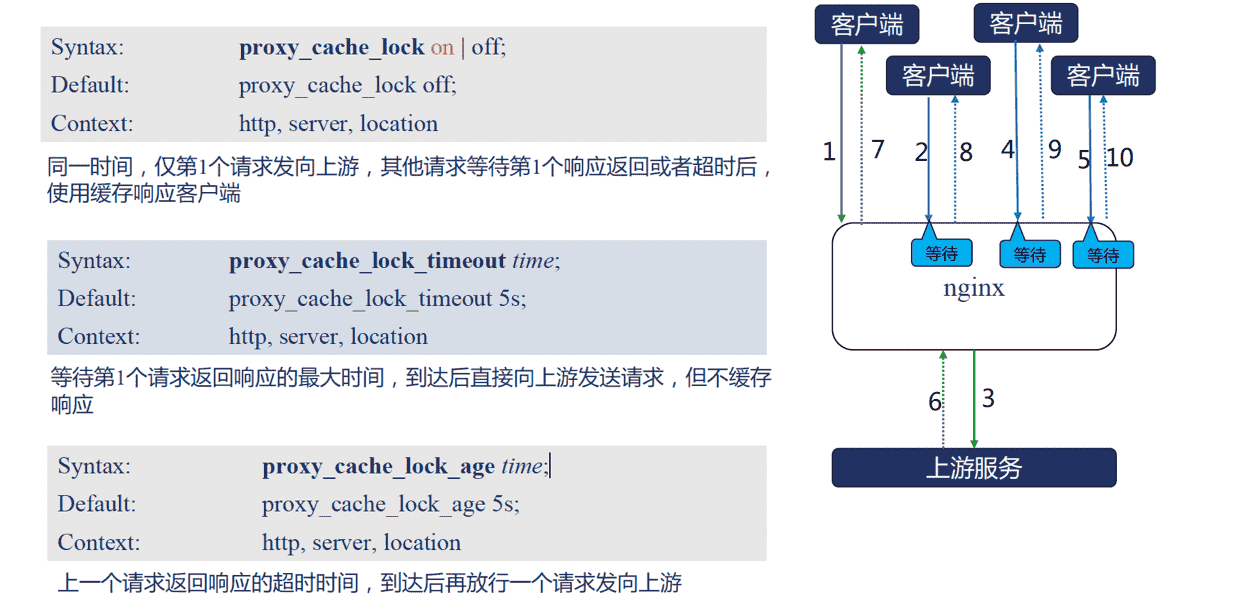 Syntax: proxy_cache_lock on | off;
Default: proxy_cache_lock off;
Context: http, server, location
同一时间，仅第1个请求发向上游，其他请求等待第1个响应返回或者超时后，
使用缓存响应客户端
Syntax: proxy_cache_lock_timeout time;
Default: proxy_cache_lock_timeout 5s;
Context: http, server, location
等待第1个请求返回响应的最大时间，到达后直接向上游发送请求，但不缓存
响应
Syntax: proxy_cache_lock_age time;
Default: proxy_cache_lock_age 5s;
Context: http, server, location
上一个请求返回响应的超时时间，到达后再放行一个请求发向上游
客户端 客户端
客户端 客户端
1 7 2 8 4 9 5 10
等待 等待 等待
nginx
6 3
上游服务